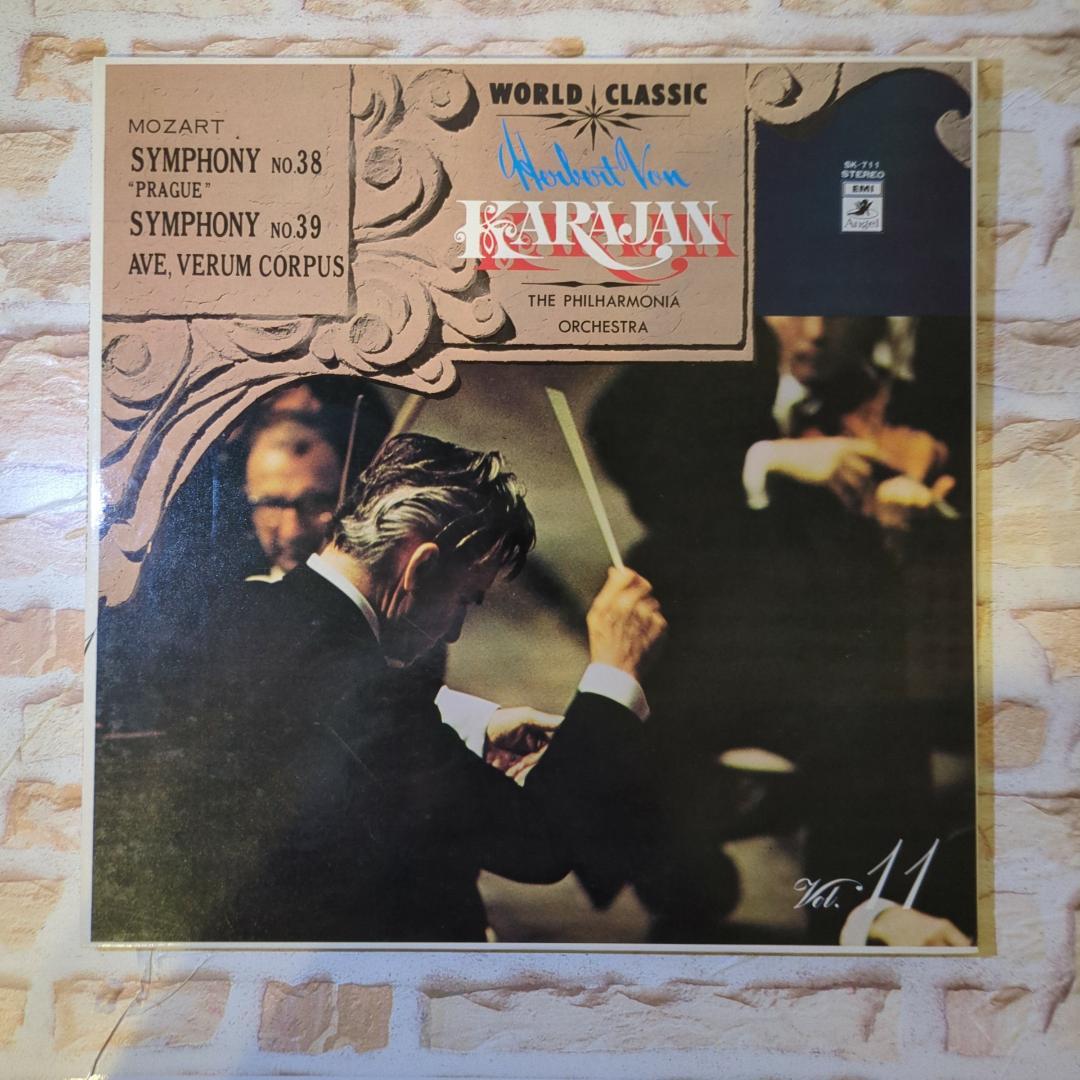 MOZART
SYMPHONY NO.38
"PRAGUE"
SYMPHONY NO.39
AVE, VERUM CORPUS
WORLD CLASSIC
Herbert Von
KARAJAN
THE PHILHARMONIA
ORCHESTRA
SK-711
STEREO
EMI
Angel
Vol. 11